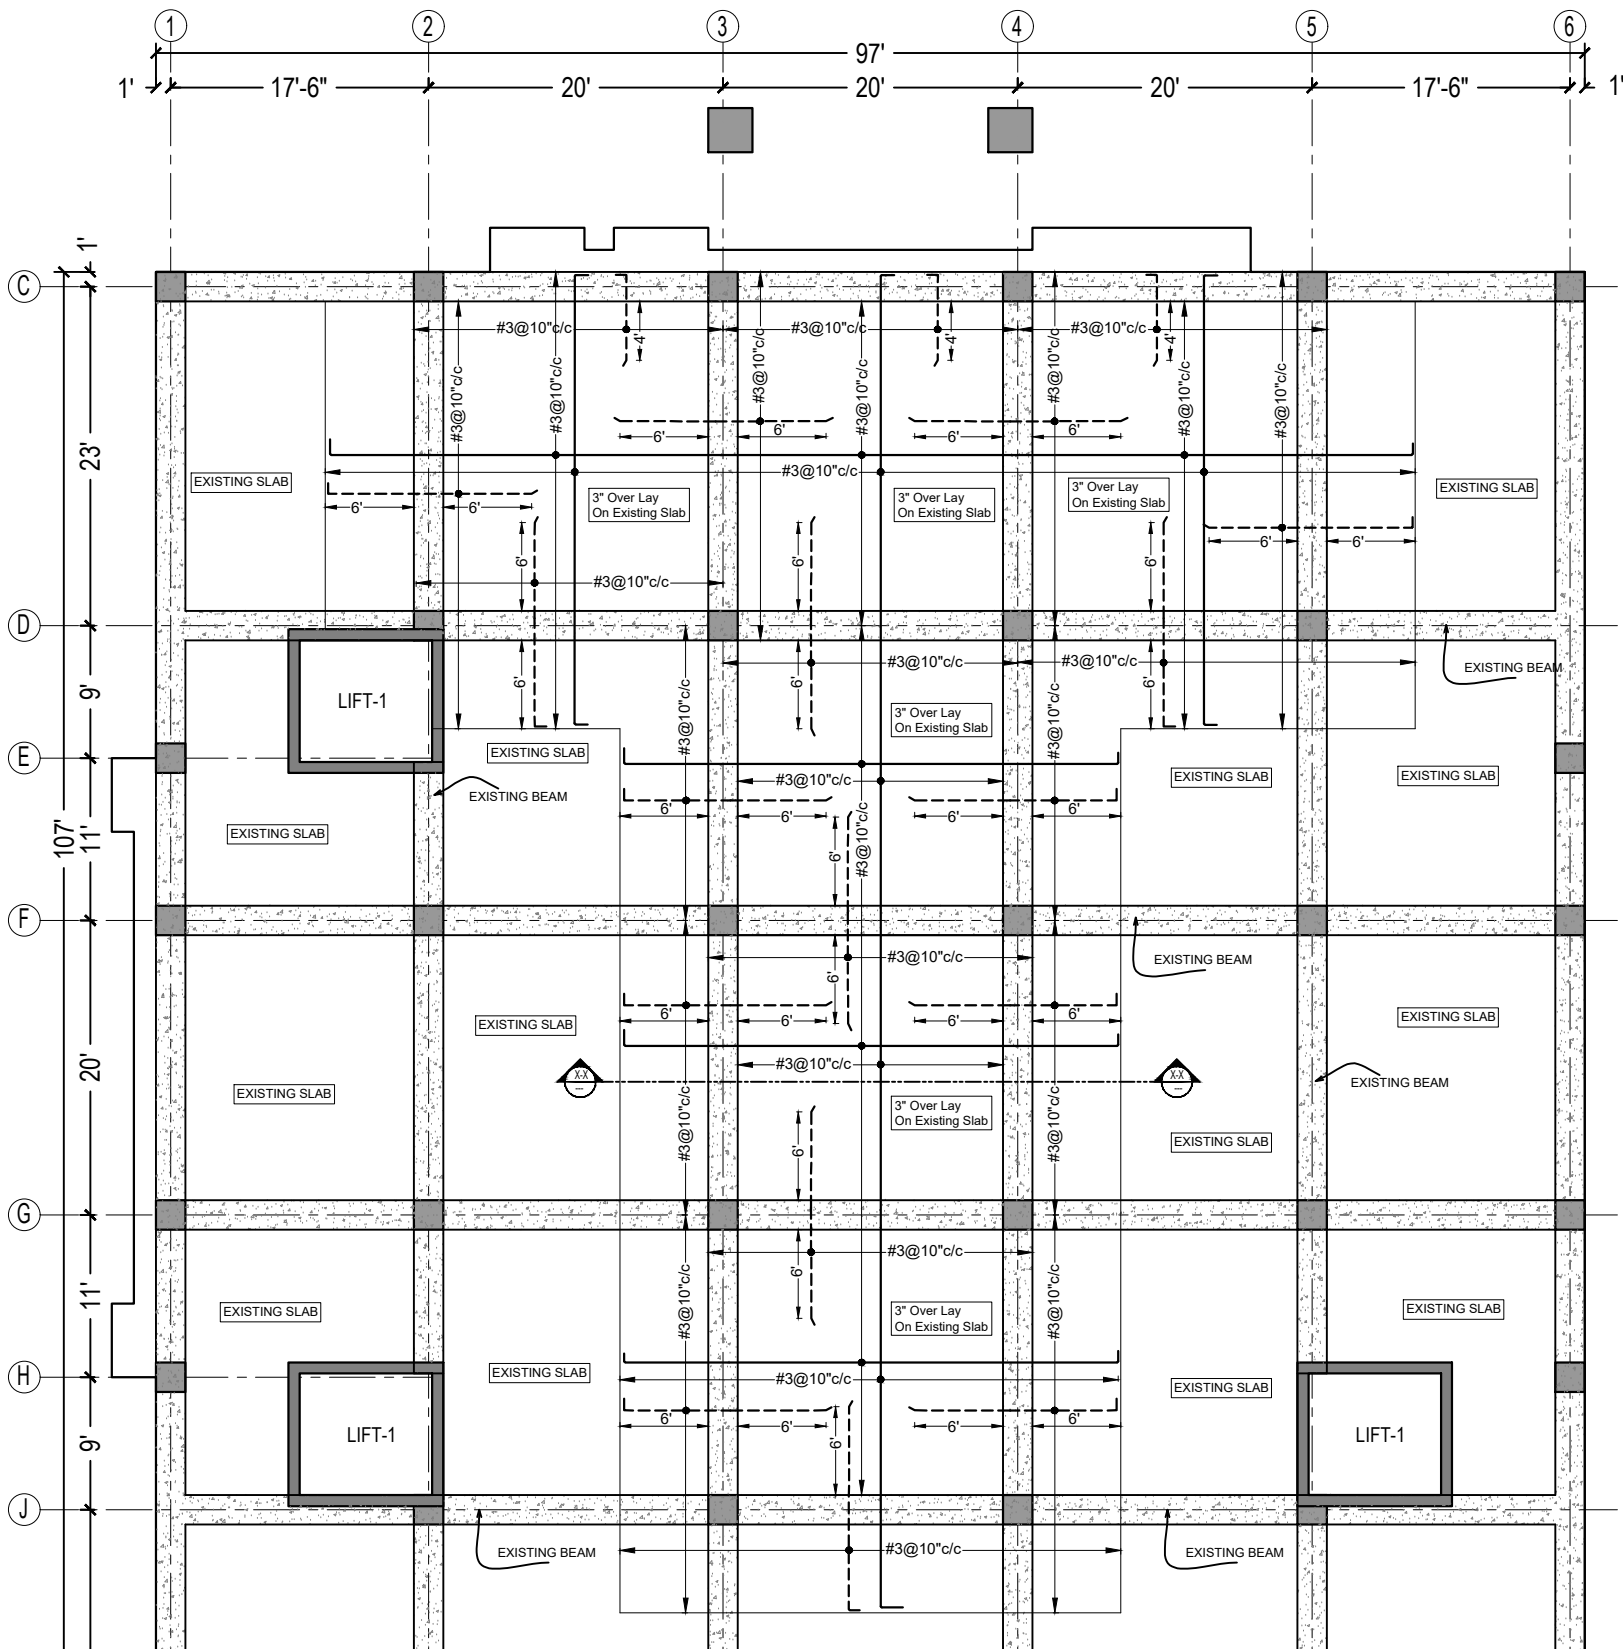 1 2 3 4 5 6
97'
1' 17'-6" 20' 20' 20' 17'-6" 1'
1'
C
#3@10"c/c #3@10"c/c #3@10"c/c
4' 4' 4'
#3@10"c/c #3@10"c/c #3@10"c/c #3@10"c/c #3@10"c/c #3@10"c/c #3@10"c/c
23'
6' 6' 6' 6'
#3@10"c/c
EXISTING SLAB
3" Over Lay
On Existing Slab
3" Over Lay
On Existing Slab
3" Over Lay
On Existing Slab
EXISTING SLAB
6' 6'
6' 6'
6' 6' 6'
#3@10"c/c
D
#3@10"c/c #3@10"c/c
EXISTING BEAM
6' 6' 6'
9'
LIFT-1
#3@10"c/c #3@10"c/c
3" Over Lay
On Existing Slab
E
EXISTING SLAB
#3@10"c/c
EXISTING SLAB
EXISTING SLAB
EXISTING BEAM
6' 6' 6' 6'
107'
11'
EXISTING SLAB
#3@10"c/c
6'
F
#3@10"c/c
EXISTING BEAM
6'
6' 6' 6' 6'
EXISTING SLAB
EXISTING SLAB
20'
#3@10"c/c
X-X
---
X-X
---
EXISTING BEAM
EXISTING SLAB
3" Over Lay
On Existing Slab
#3@10"c/c #3@10"c/c
EXISTING SLAB
6'
G
#3@10"c/c
6'
11'
#3@10"c/c #3@10"c/c
EXISTING SLAB
3" Over Lay
On Existing Slab
EXISTING SLAB
H
EXISTING SLAB
#3@10"c/c
EXISTING SLAB
6' 6' 6' 6'
9'
LIFT-1
6'
LIFT-1
J
#3@10"c/c
EXISTING BEAM
EXISTING BEAM